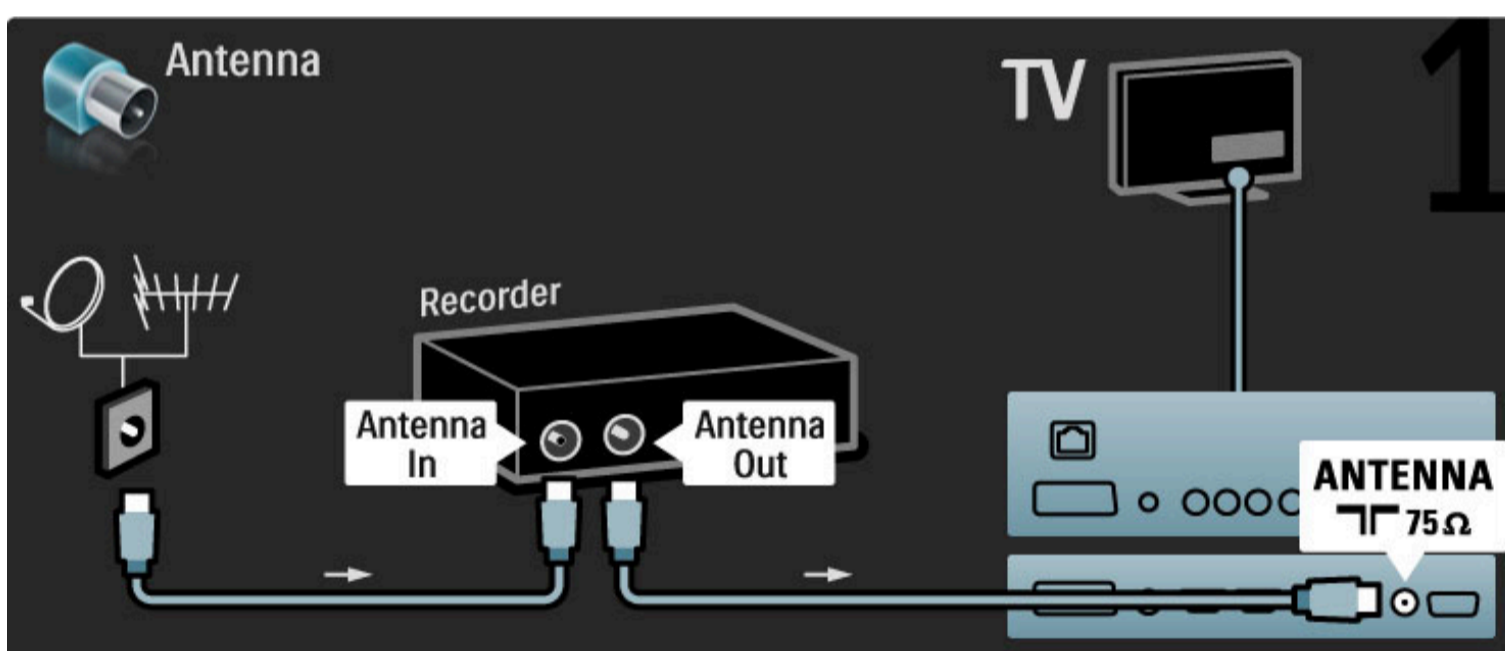 Antenna
TV
1
Recorder
Antenna
In
Antenna
Out
ANTENNA
75Ω